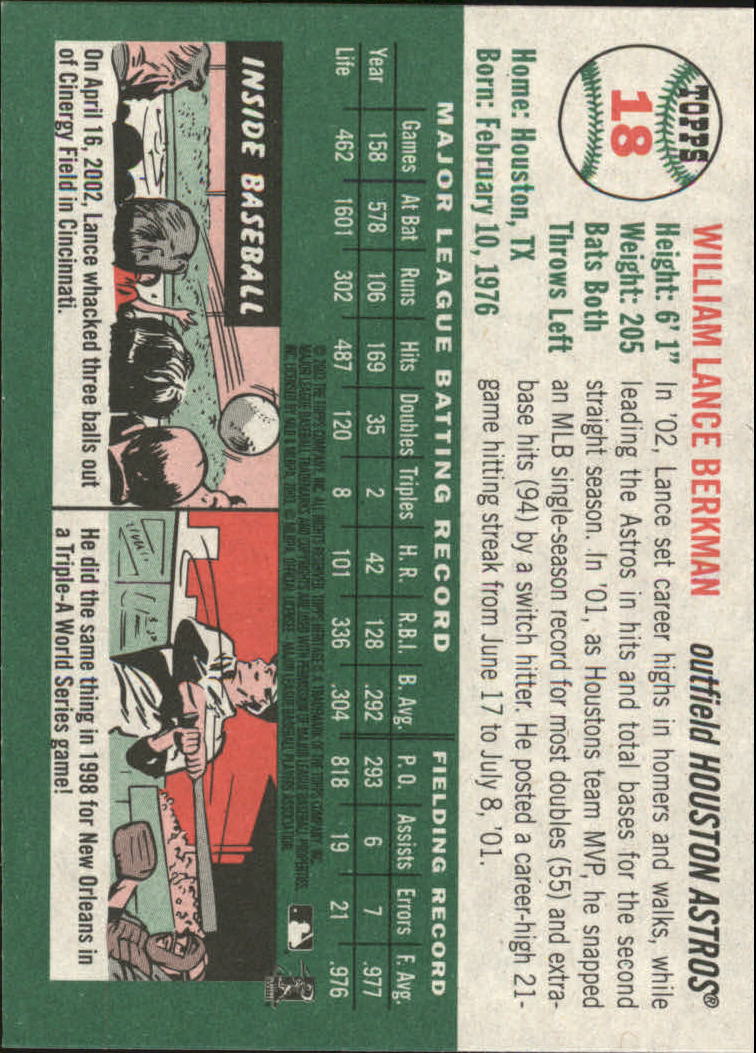 TOPPS
18
WILLIAM LANCE BERKMAN
outfield HOUSTON ASTROS®
Height: 6' 1"
Weight: 205
Bats Both
Throws Left
Home: Houston, TX
Born: February 10, 1976
In '02, Lance set career highs in homers and walks, while
leading the Astros in hits and total bases for the second
straight season. In '01, as Houstons team MVP, he snapped
an MLB single-season record for most doubles (55) and extra-
base hits (94) by a switch hitter. He posted a career-high 21-
game hitting streak from June 17 to July 8, '01.
MAJOR LEAGUE BATTING RECORD
FIELDING RECORD
Games At Bat Runs Hits Doubles Triples H. R. R.B.I. B. Avg. P. O. Assists Errors F. Avg.
Year 158 578 106 169 35 2 42 128 .292 293 6 7 .977
Life 462 1601 302 487 120 8 101 336 .304 818 19 21 .976
INSIDE BASEBALL
On April 16, 2002, Lance whacked three balls out
of Cinergy Field in Cincinnati.
He did the same thing in 1998 for New Orleans in
a Triple-A World Series game!